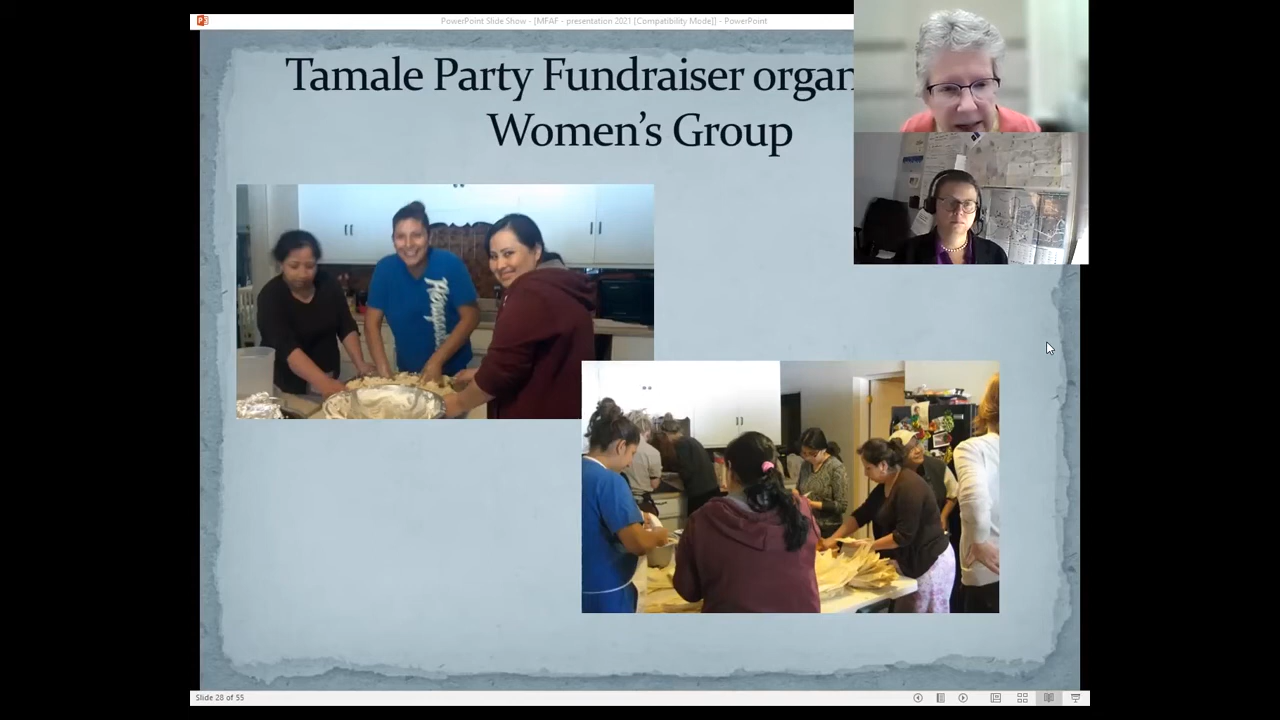 PowerPoint Slide Show - [MFAF - presentation 2021 [Compatibility Mode]] - PowerPoint
Tamale Party Fundraiser organ
Women's Group
Slide 28 of 55